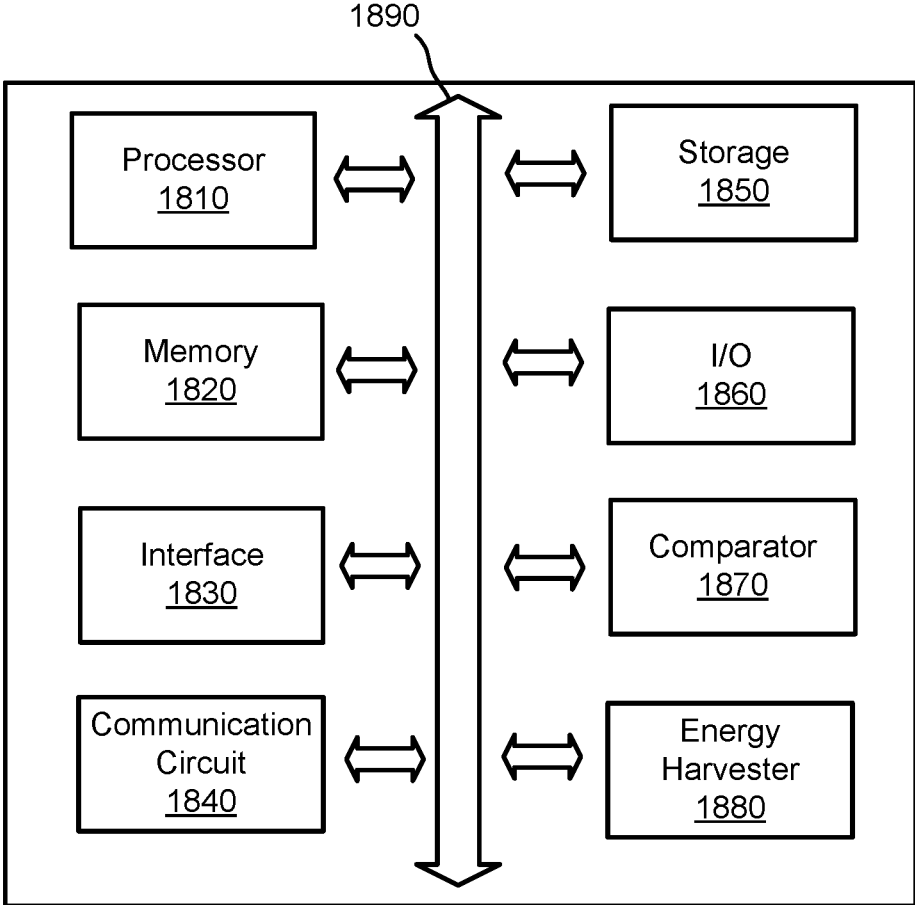 1890
Processor
1810
Memory
1820
Interface
1830
Communication
Circuit
1840
Storage
1850
I/O
1860
Comparator
1870
Energy
Harvester
1880